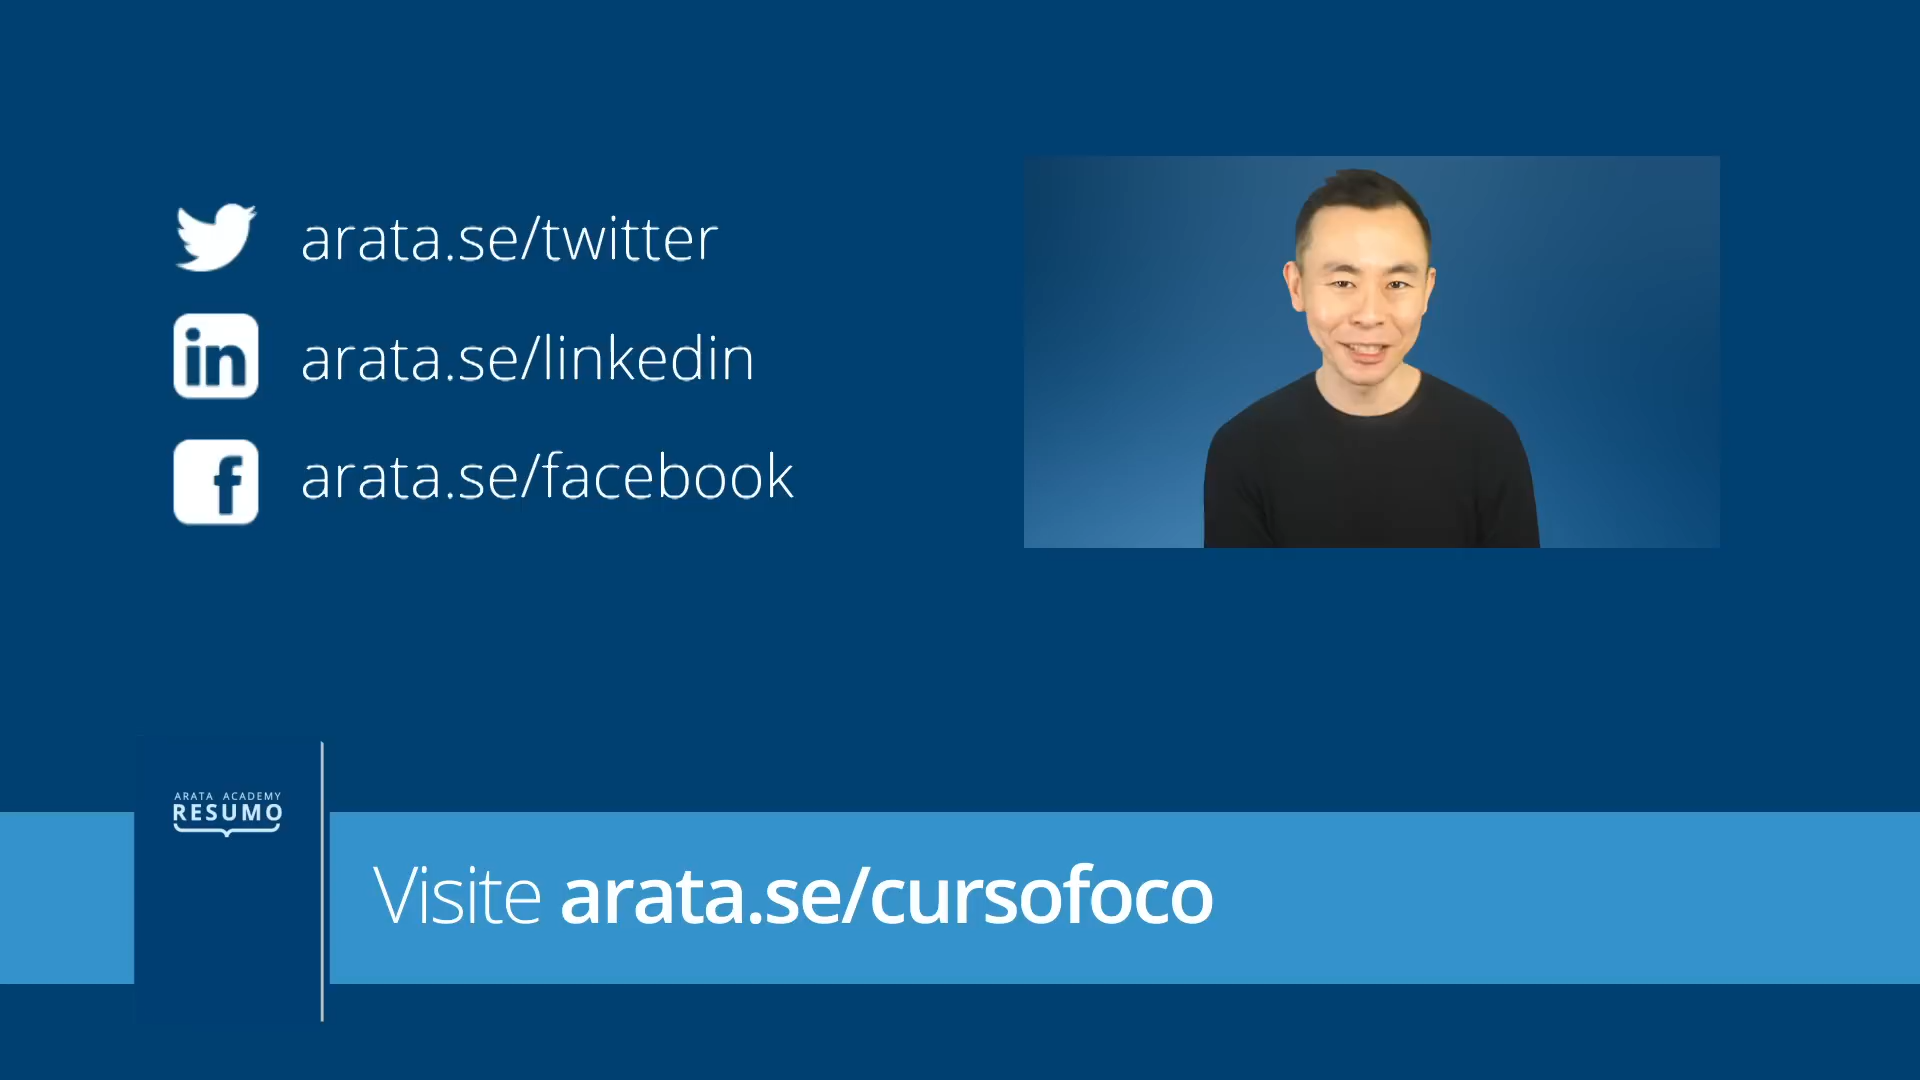 arata.se/twitter
arata.se/linkedin
arata.se/facebook
ARATA ACADEMY
RESUMO
Visite arata.se/cursofoco